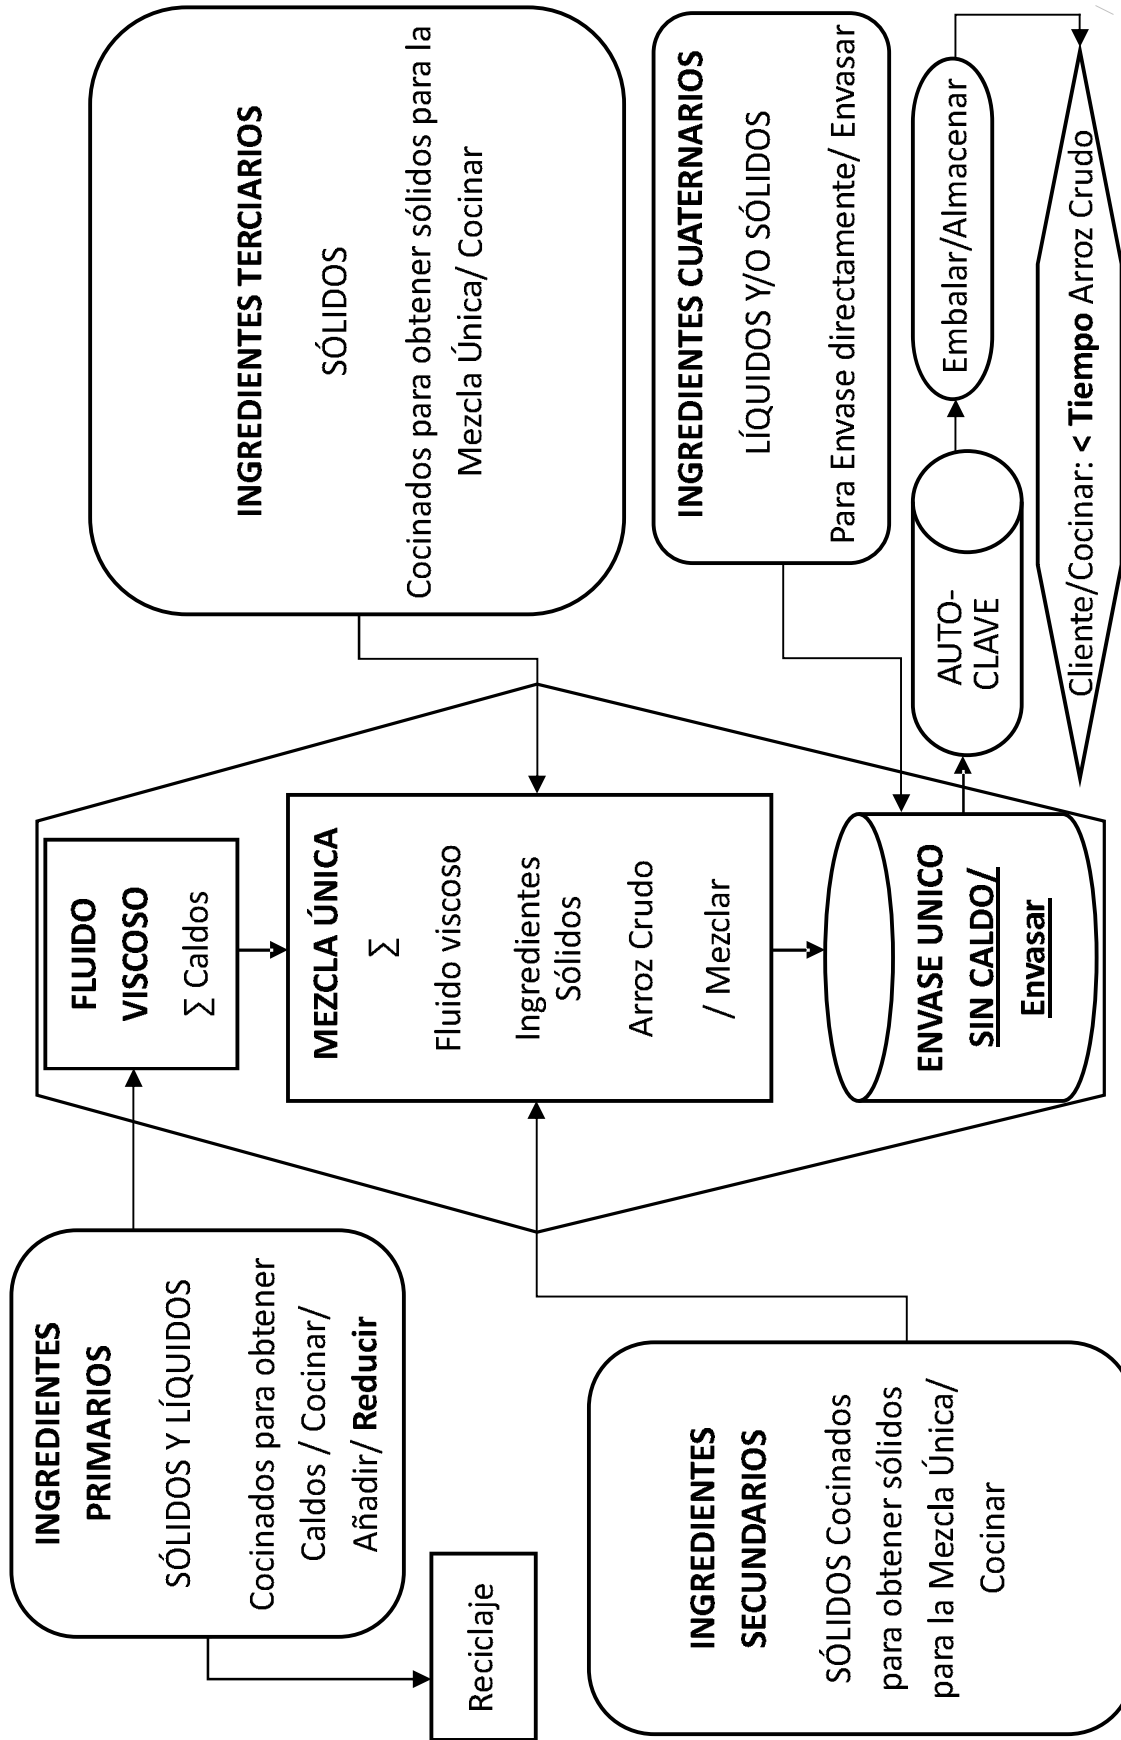 INGREDIENTES
PRIMARIOS
SÓLIDOS Y LÍQUIDOS
Cocinados para obtener
Caldos / Cocinar/
Añadir/ Reducir
Reciclaje
FLUIDO
VISCOSO
∑ Caldos
INGREDIENTES TERCIARIOS
SÓLIDOS
Cocinados para obtener sólidos para la
Mezcla Única/ Cocinar
MEZCLA ÚNICA
∑
Fluido viscoso
Ingredientes
Sólidos
Arroz Crudo
/ Mezclar
INGREDIENTES
SECUNDARIOS
SÓLIDOS Cocinados
para obtener sólidos
para la Mezcla Única/
Cocinar
INGREDIENTES CUATERNARIOS
LÍQUIDOS Y/O SÓLIDOS
Para Envase directamente/ Envasar
ENVASE UNICO
SIN CALDO/
Envasar
AUTO-
CLAVE
Embalar/Almacenar
Cliente/Cocinar: < Tiempo Arroz Crudo